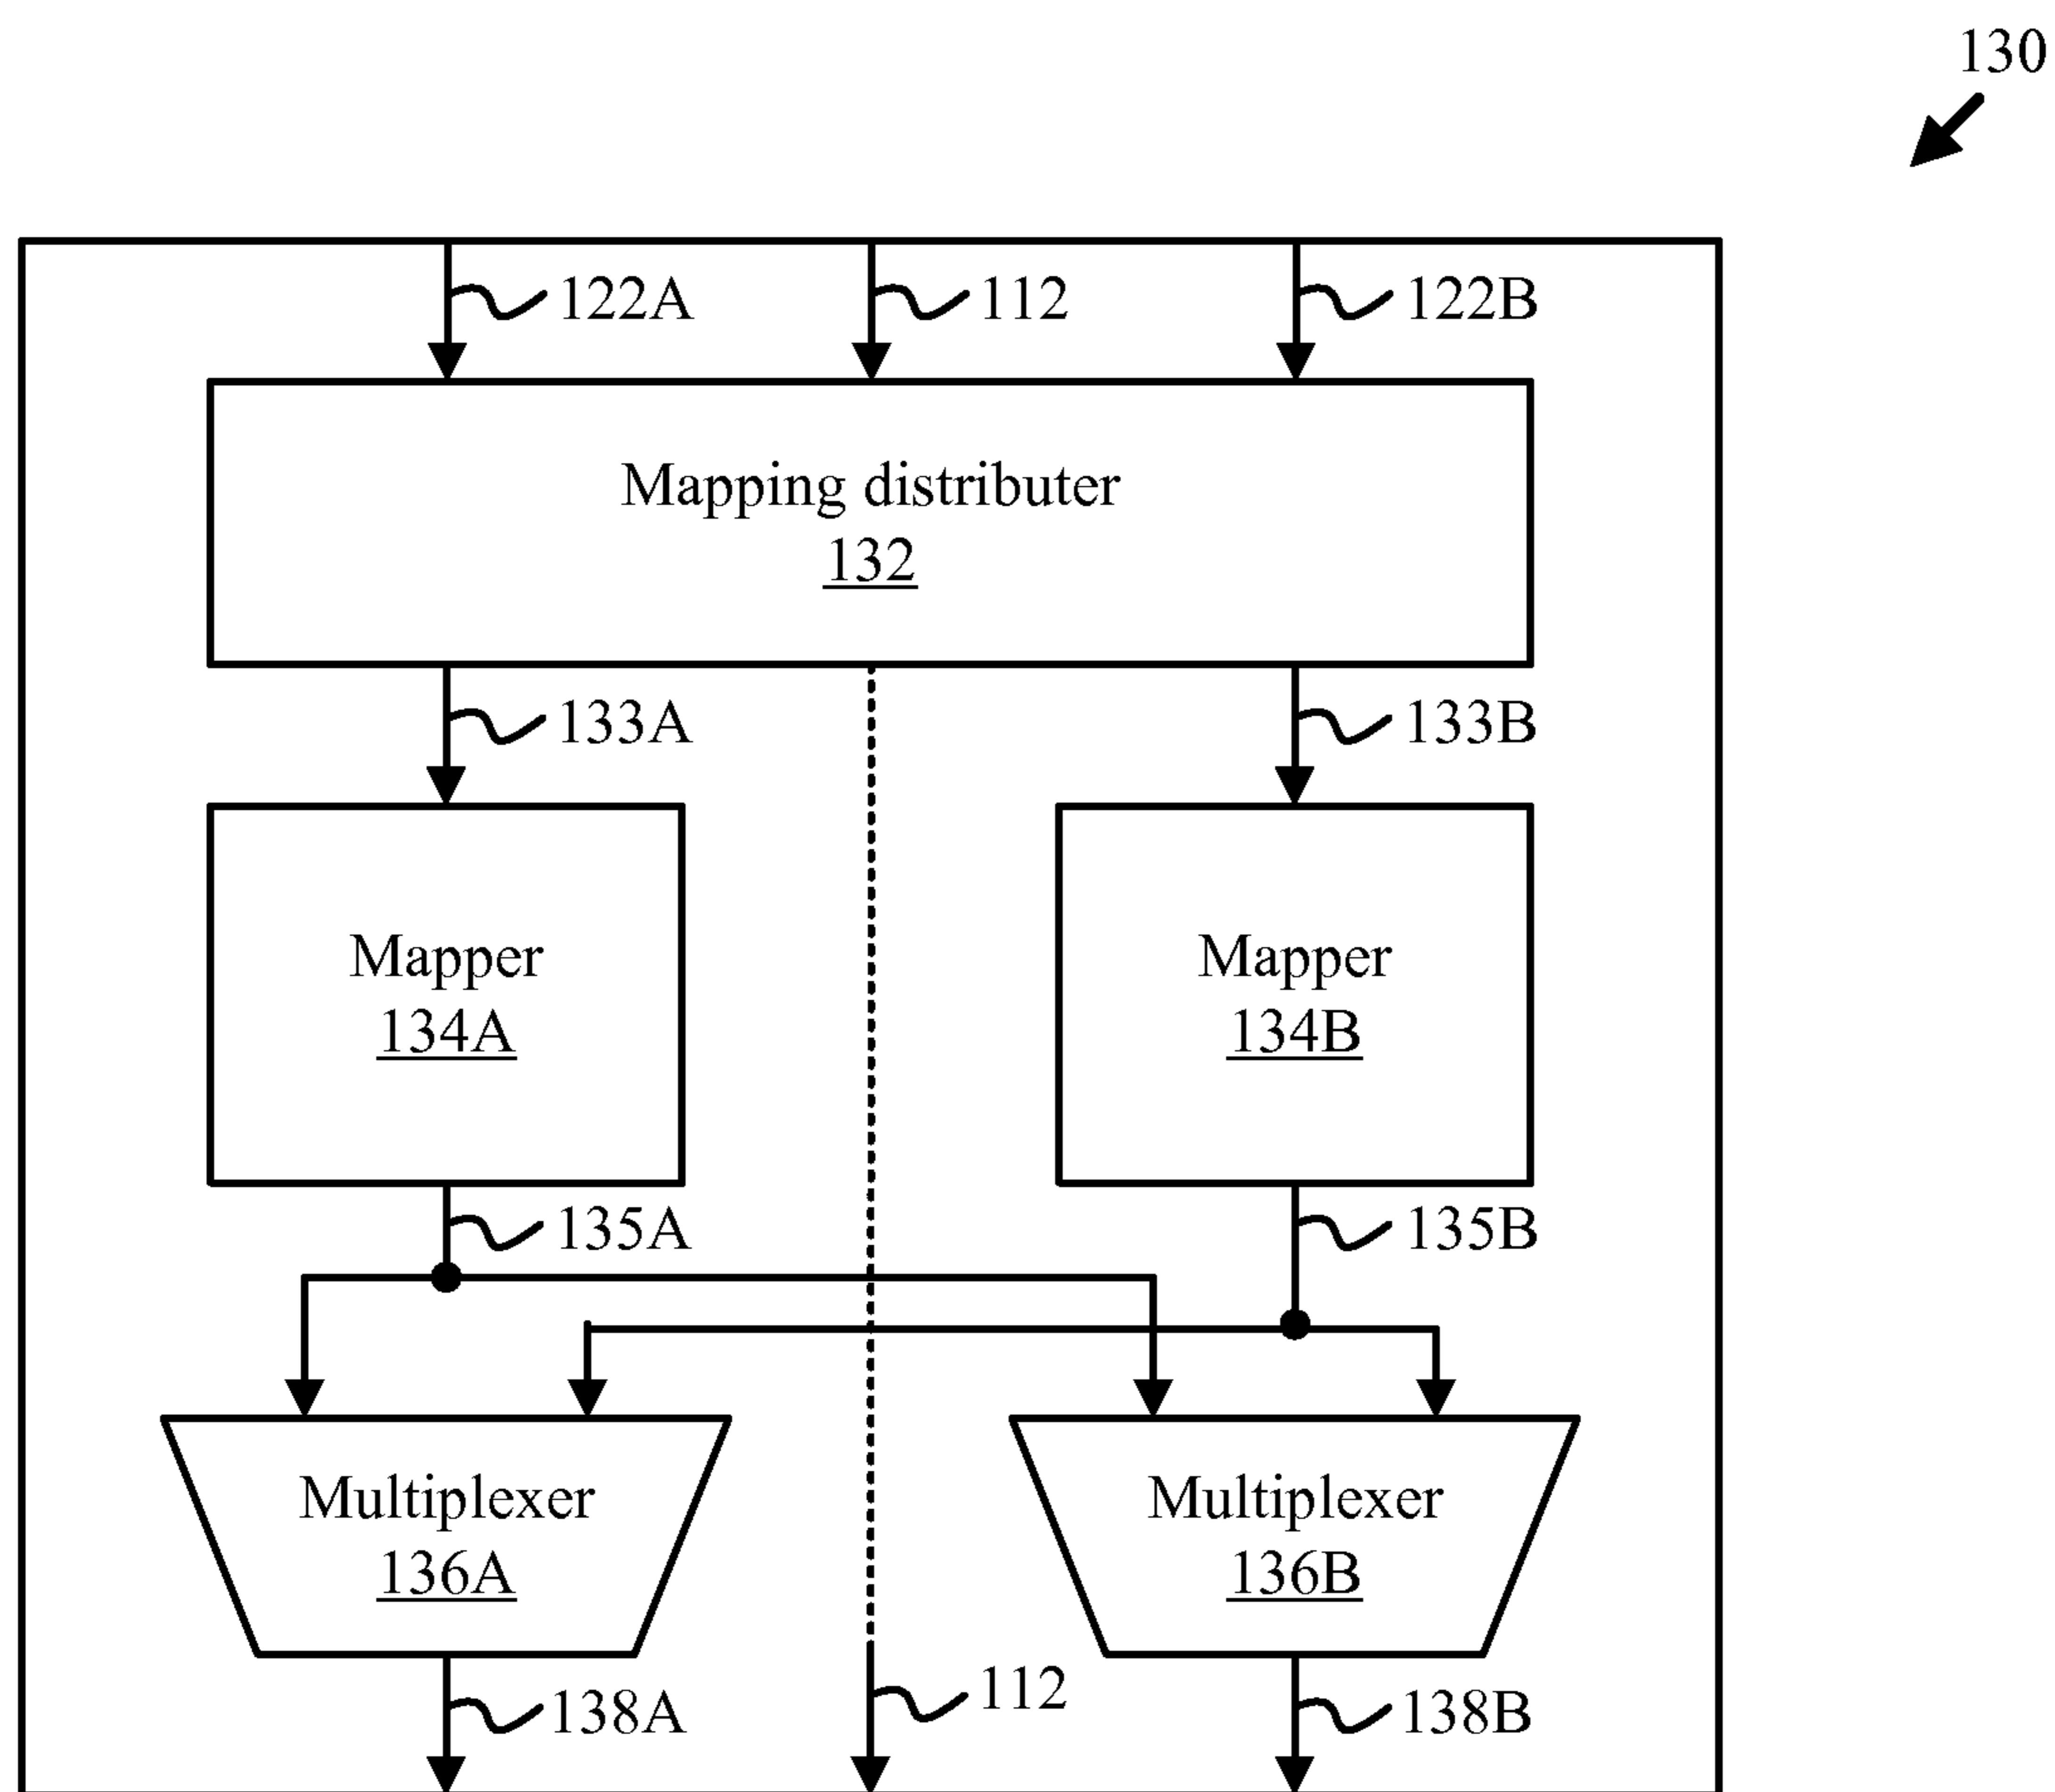 130
122A
112
122B
Mapping distributer
132
133A
133B
Mapper
134A
Mapper
134B
135A
135B
Multiplexer
136A
Multiplexer
136B
138A
112
138B